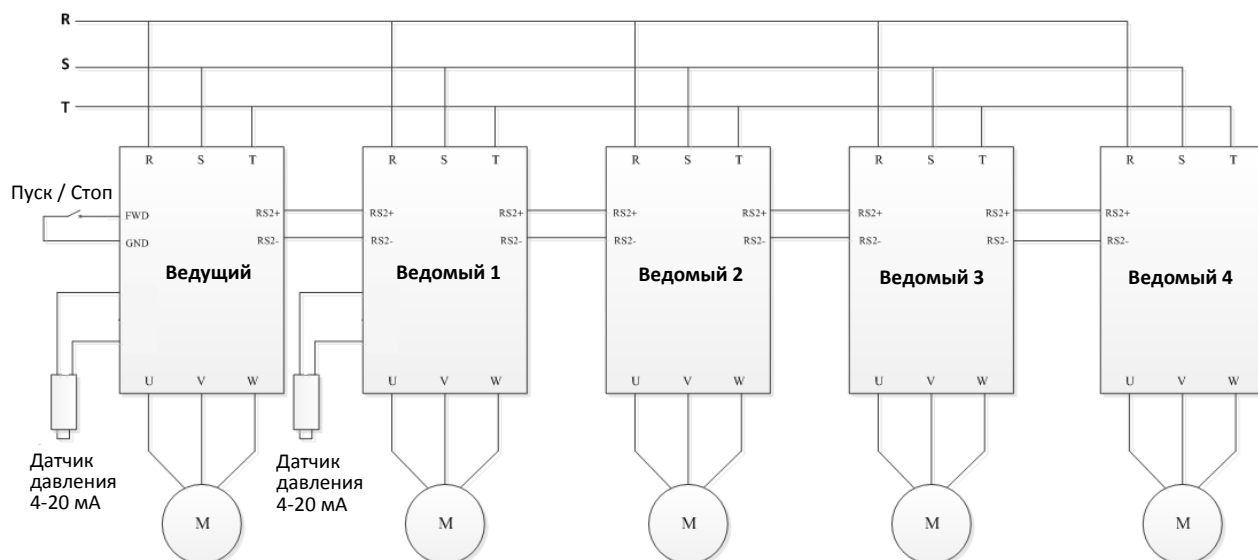 R
S
T
R S T R S T R S T R S T R S T
Пуск / Стоп
FWD RS2+ RS2+ RS2+ RS2+ RS2+ RS2+ RS2+ RS2+
GND RS2- RS2- RS2- RS2- RS2- RS2- RS2- RS2-
Ведущий Ведомый 1 Ведомый 2 Ведомый 3 Ведомый 4
U V W U V W U V W U V W U V W
Датчик
давления
4-20 мА
Датчик
давления
4-20 мА
M M M M M